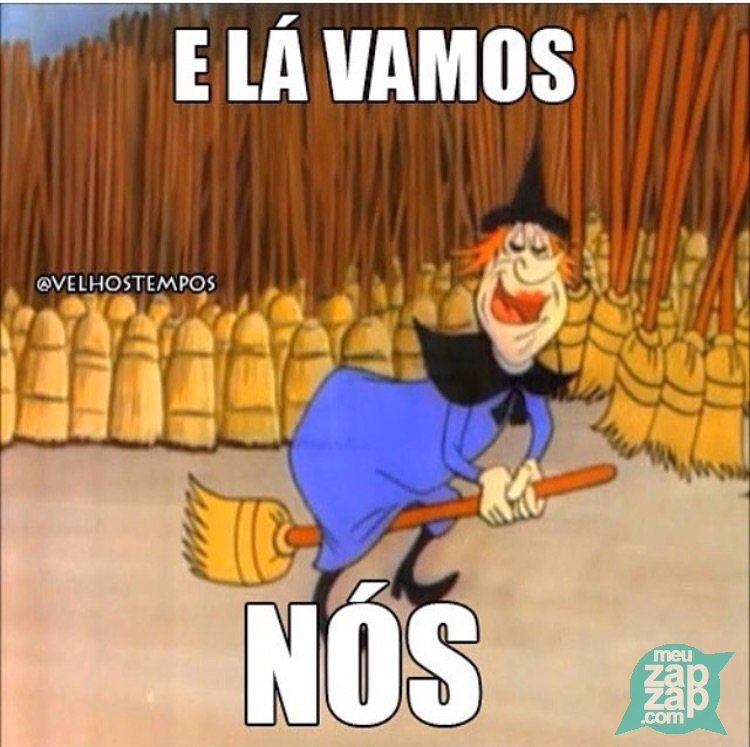 E LÁ VAMOS
@VELHOSTEMPOS
NÓS
meu
zap
zap
.com